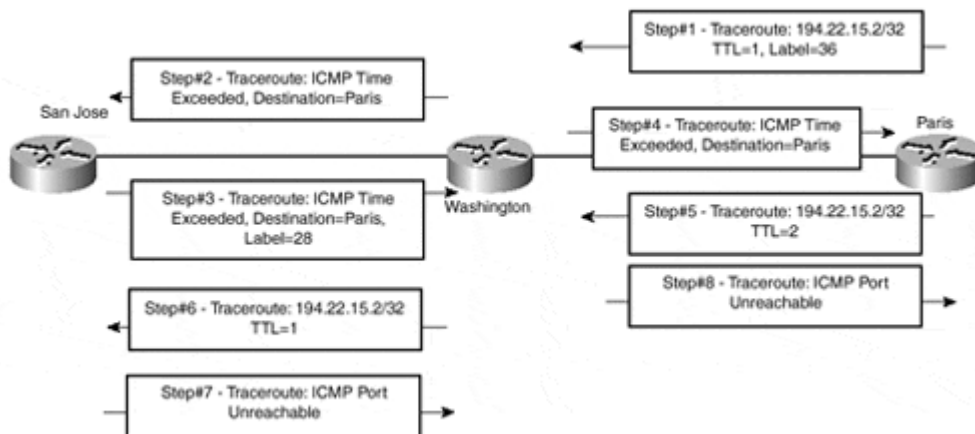 Step#1 - Traceroute: 194.22.15.2/32
TTL=1, Label=36
Step#2 - Traceroute: ICMP Time
Exceeded, Destination=Paris
San Jose
Step#4 - Traceroute: ICMP Time
Exceeded, Destination=Paris
Paris
Step#3 - Traceroute: ICMP Time
Exceeded, Destination=Paris,
Label=28
Washington
Step#5 - Traceroute: 194.22.15.2/32
TTL=2
Step#6 - Traceroute: 194.22.15.2/32
TTL=1
Step#8 - Traceroute: ICMP Port
Unreachable
Step#7 - Traceroute: ICMP Port
Unreachable